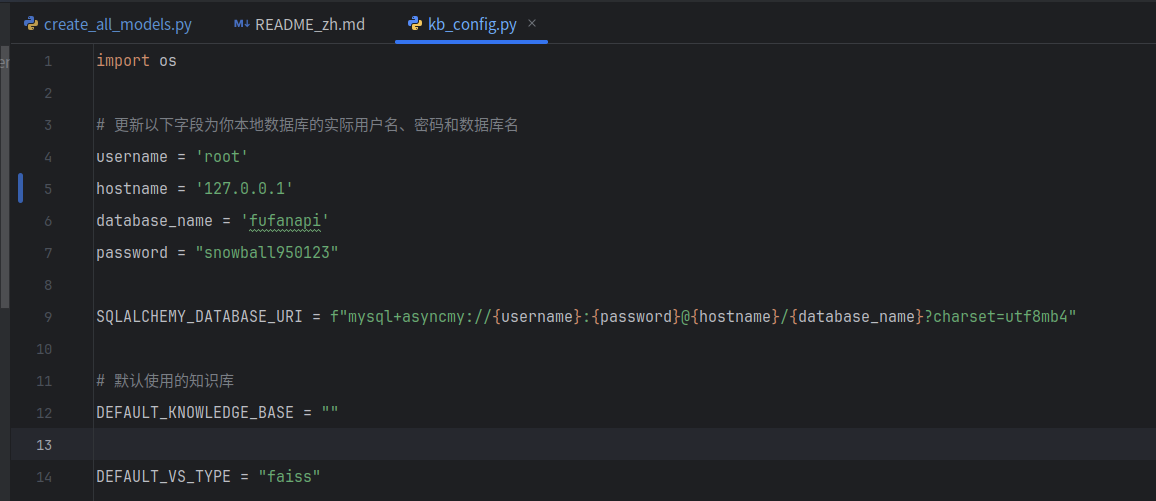 create_all_models.py README_zh.md kb_config.py
1 import os
2
3 # 更新以下字段为你本地数据库的实际用户名、密码和数据库名
4 username = 'root'
5 hostname = '127.0.0.1'
6 database_name = 'fufanapi'
7 password = "snowball950123"
8
9 SQLALCHEMY_DATABASE_URI = f"mysql+asyncmy://{username}:{password}@{hostname}/{database_name}?charset=utf8mb4"
10
11 # 默认使用的知识库
12 DEFAULT_KNOWLEDGE_BASE = ""
13
14 DEFAULT_VS_TYPE = "faiss"